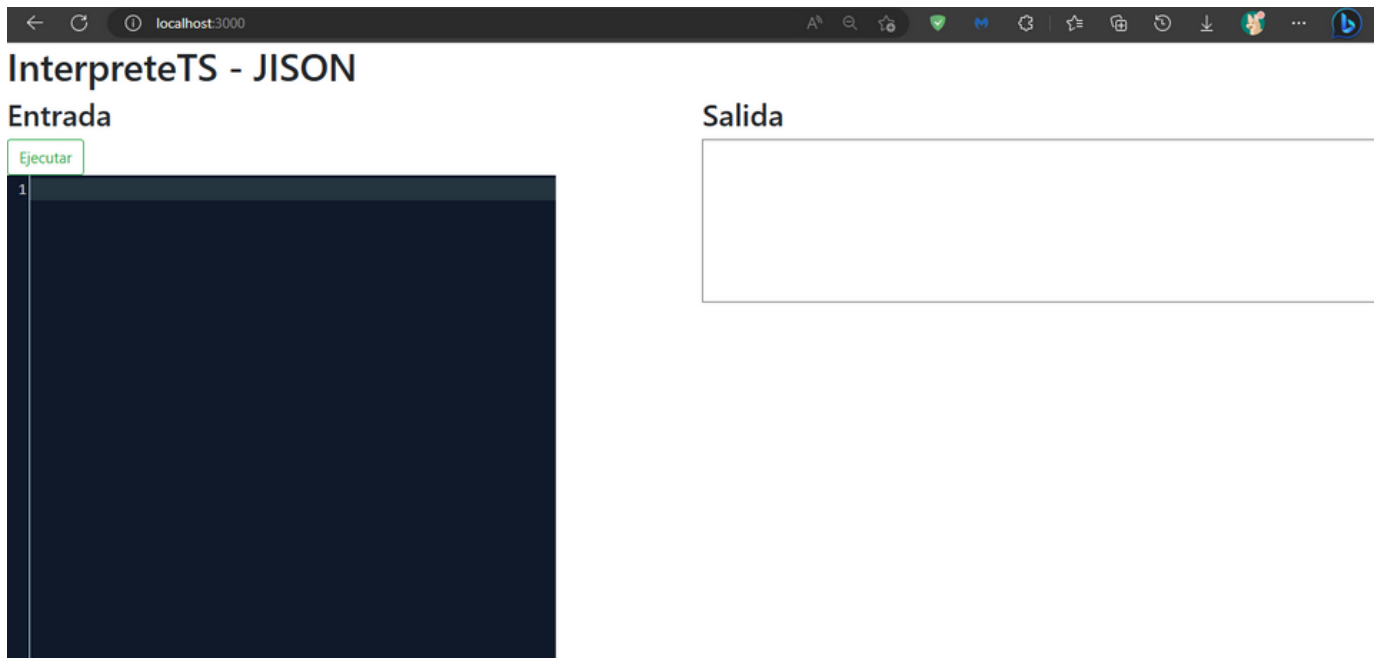 localhost:3000
InterpreteTS - JISON
Entrada
Salida
Ejecutar
1